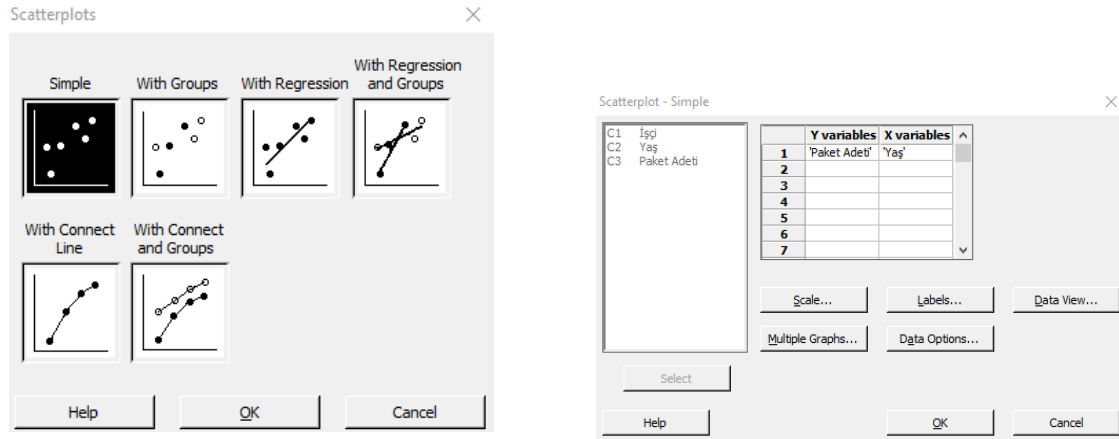 Scatterplots
Simple
With Groups
With Regression
With Regression
and Groups
With Connect
Line
With Connect
and Groups
Help
OK
Cancel
Scatterplot - Simple
C1 İşçi
C2 Yaş
C3 Paket Adeti
Y variables X variables
1 'Paket Adeti' 'Yaş'
2
3
4
5
6
7
Scale...
Labels...
Data View...
Multiple Graphs...
Data Options...
Select
Help
OK
Cancel